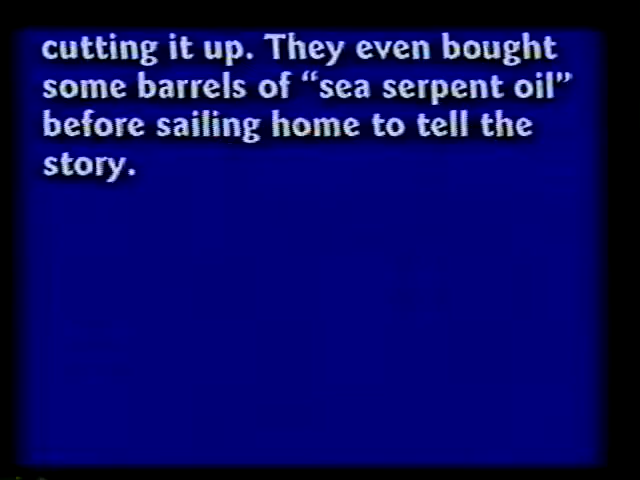 cutting it up. They even bought
some barrels of “sea serpent oil”
before sailing home to tell the
story.